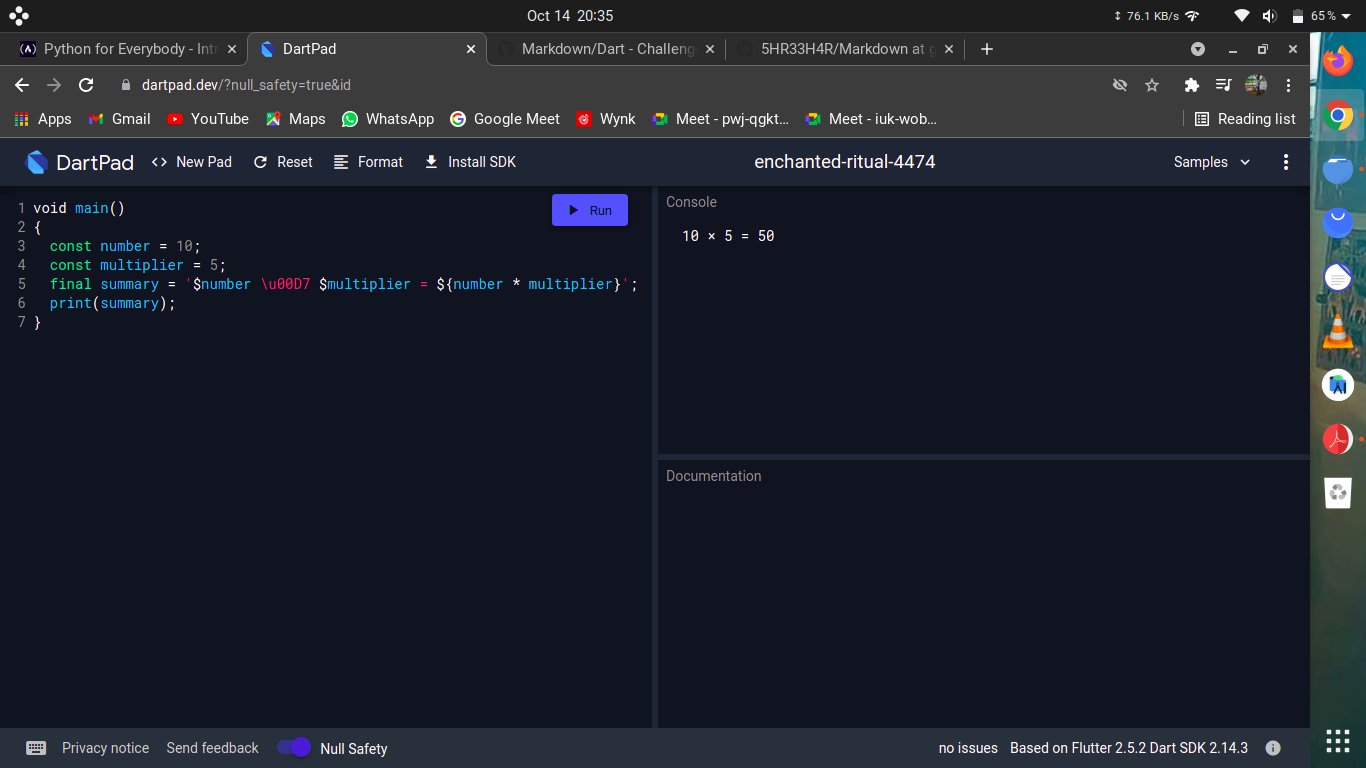 Oct 14 20:35
76.1 KB/s
65 %
Python for Everybody - Intr
DartPad
Markdown/Dart - Challeng
5HR33H4R/Markdown at g
dartpad.dev/?null_safety=true&id
Apps
Gmail
YouTube
Maps
WhatsApp
Google Meet
Wynk
Meet - pwj-qgkt...
Meet - iuk-wob...
Reading list
DartPad
<> New Pad
Reset
Format
Install SDK
enchanted-ritual-4474
Samples
Run
1 void main()
2 {
3   const number = 10;
4   const multiplier = 5;
5   final summary = '$number \u00D7 $multiplier = ${number * multiplier}';
6   print(summary);
7 }
Console
10 × 5 = 50
Documentation
Privacy notice
Send feedback
Null Safety
no issues
Based on Flutter 2.5.2 Dart SDK 2.14.3